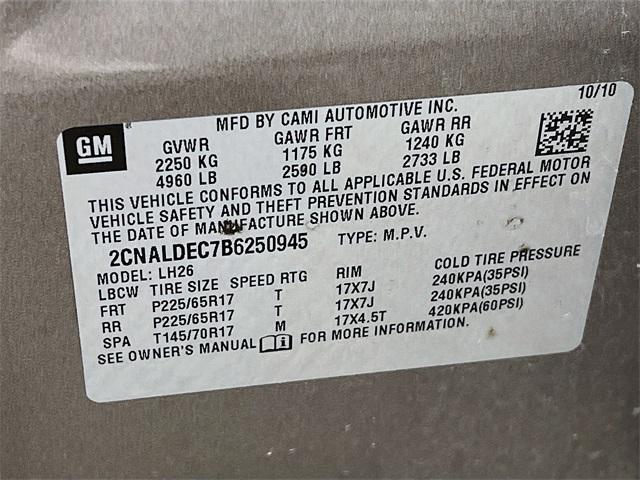 MFD BY CAMI AUTOMOTIVE INC. 10/10
GM
GVWR GAWR FRT GAWR RR
2250 KG 1175 KG 1240 KG
4960 LB 2590 LB 2733 LB
THIS VEHICLE CONFORMS TO ALL APPLICABLE U.S. FEDERAL MOTOR
VEHICLE SAFETY AND THEFT PREVENTION STANDARDS IN EFFECT ON
THE DATE OF MANUFACTURE SHOWN ABOVE.
2CNALDEC7B6250945 TYPE: M.P.V.
MODEL: LH26
LBCW TIRE SIZE SPEED RTG RIM COLD TIRE PRESSURE
FRT P225/65R17 T 17X7J 240KPA(35PSI)
RR P225/65R17 T 17X7J 240KPA(35PSI)
SPA T145/70R17 M 17X4.5T 420KPA(60PSI)
SEE OWNER'S MANUAL FOR MORE INFORMATION.